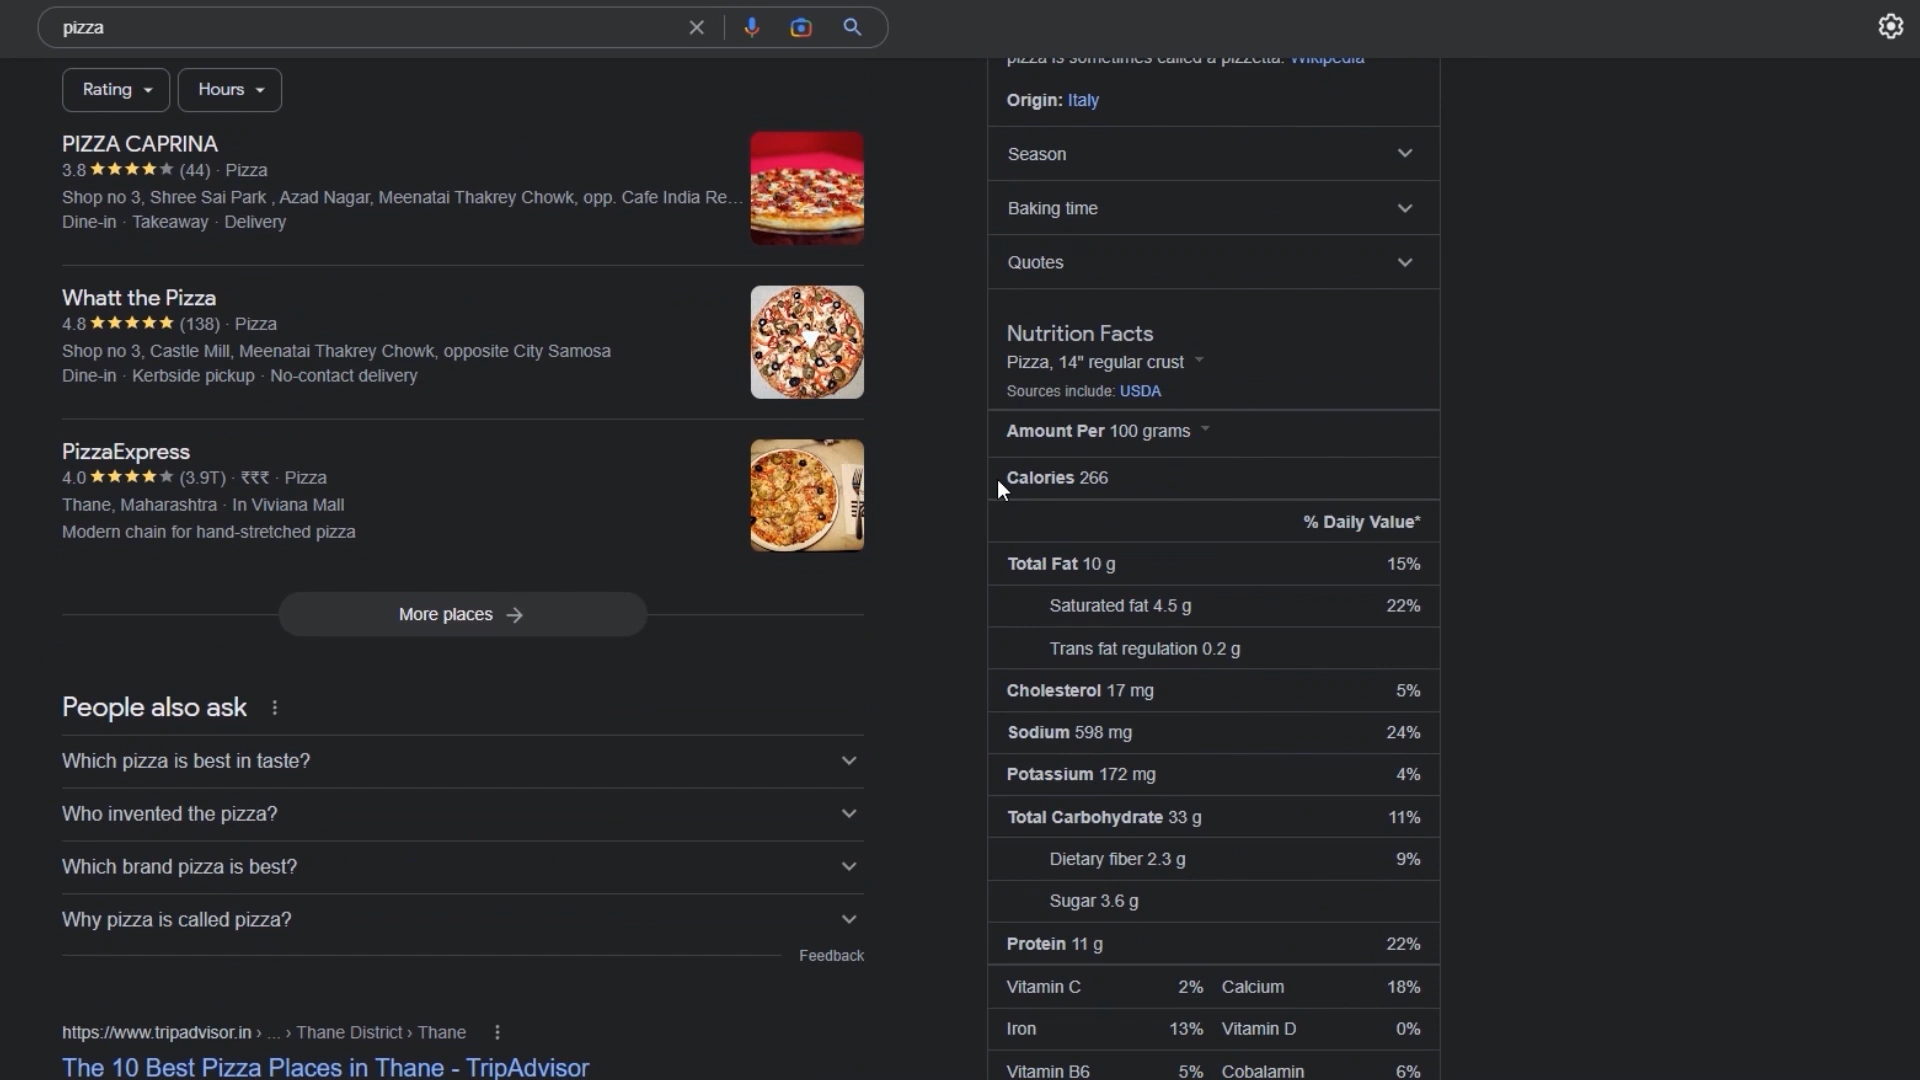 pizza
Rating
Hours
PIZZA CAPRINA
3.8 (44) · Pizza
Shop no 3, Shree Sai Park , Azad Nagar, Meenatai Thakrey Chowk, opp. Cafe India Re...
Dine-in · Takeaway · Delivery
Whatt the Pizza
4.8 (138) · Pizza
Shop no 3, Castle Mill, Meenatai Thakrey Chowk, opposite City Samosa
Dine-in · Kerbside pickup · No-contact delivery
PizzaExpress
4.0 (3.9T) · ₹₹₹ · Pizza
Thane, Maharashtra · In Viviana Mall
Modern chain for hand-stretched pizza
More places →
People also ask
Which pizza is best in taste?
Who invented the pizza?
Which brand pizza is best?
Why pizza is called pizza?
Feedback
https://www.tripadvisor.in › ... › Thane District › Thane
The 10 Best Pizza Places in Thane - TripAdvisor
pizza is sometimes called a pizzetta. Wikipedia
Origin: Italy
Season
Baking time
Quotes
Nutrition Facts
Pizza, 14" regular crust
Sources include: USDA
Amount Per 100 grams
Calories 266
% Daily Value*
Total Fat 10 g 15%
Saturated fat 4.5 g 22%
Trans fat regulation 0.2 g
Cholesterol 17 mg 5%
Sodium 598 mg 24%
Potassium 172 mg 4%
Total Carbohydrate 33 g 11%
Dietary fiber 2.3 g 9%
Sugar 3.6 g
Protein 11 g 22%
Vitamin C 2% Calcium 18%
Iron 13% Vitamin D 0%
Vitamin B6 5% Cobalamin 6%